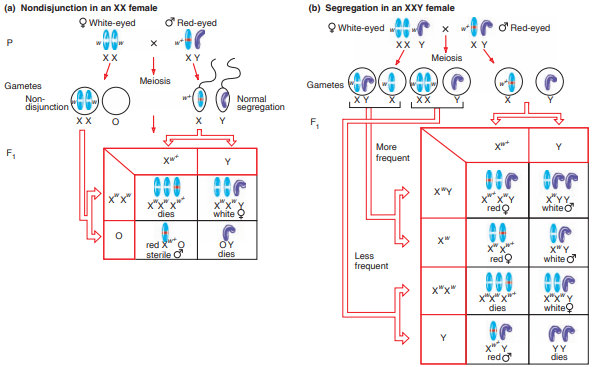 (a) Nondisjunction in an XX female
♀ White-eyed ♂ Red-eyed
w w w+
P x
X X X Y
Meiosis
Gametes
Non-
disjunction
w w w+
Normal
segregation
X X O X Y
F1
Xw+ Y
XwXw
XwXwXw+
dies
XwXwY
white ♀
O
red Xw+ O
sterile ♂
O Y
dies
(b) Segregation in an XXY female
♀ White-eyed w w x w+ ♂ Red-eyed
X X Y X Y
Meiosis
Gametes
w w w w w+
X Y X X X Y X Y
F1
More
frequent
Less
frequent
Xw+ Y
XwY
Xw+XwY
red ♀
XwYY
white ♂
Xw
XwXw+
red ♀
XwY
white ♂
XwXw
XwXwXw+
dies
XwXwY
white ♀
Y
Xw+Y
red ♂
Y Y
dies